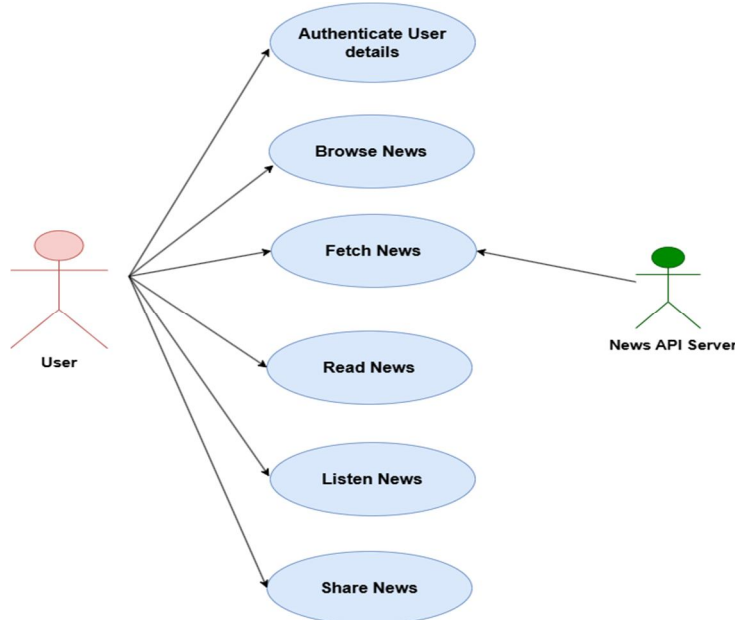 Authenticate User
details
Browse News
Fetch News
News API Server
User
Read News
Listen News
Share News